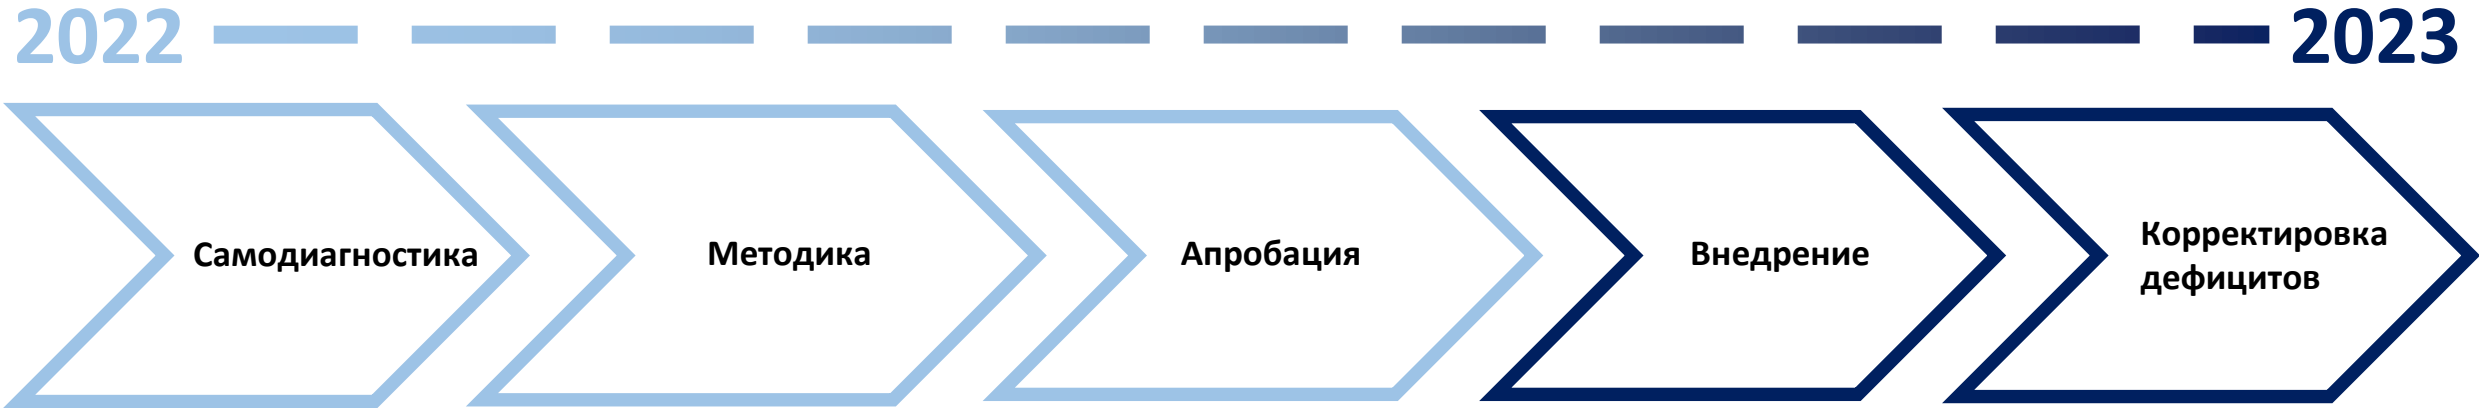 2022 2023
Самодиагностика
Методика
Апробация
Внедрение
Корректировка
дефицитов